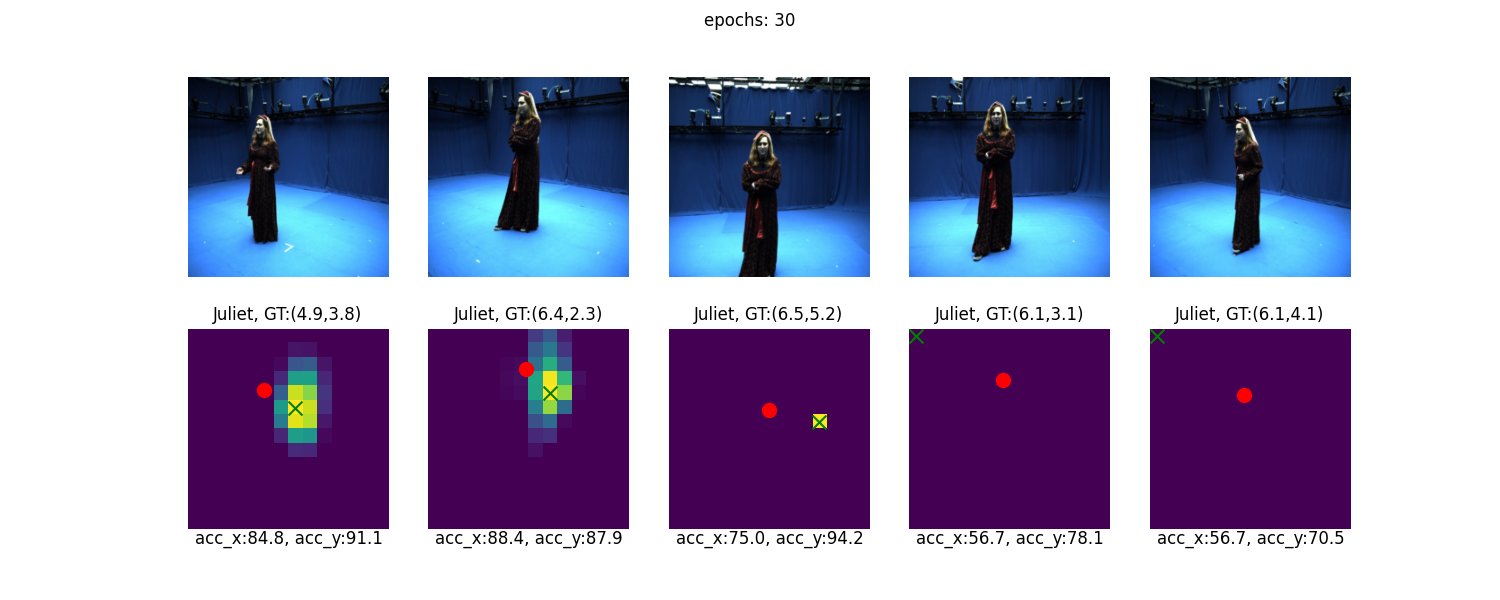 epochs: 30
Juliet, GT:(4.9,3.8)
Juliet, GT:(6.4,2.3)
Juliet, GT:(6.5,5.2)
Juliet, GT:(6.1,3.1)
Juliet, GT:(6.1,4.1)
acc_x:84.8, acc_y:91.1
acc_x:88.4, acc_y:87.9
acc_x:75.0, acc_y:94.2
acc_x:56.7, acc_y:78.1
acc_x:56.7, acc_y:70.5